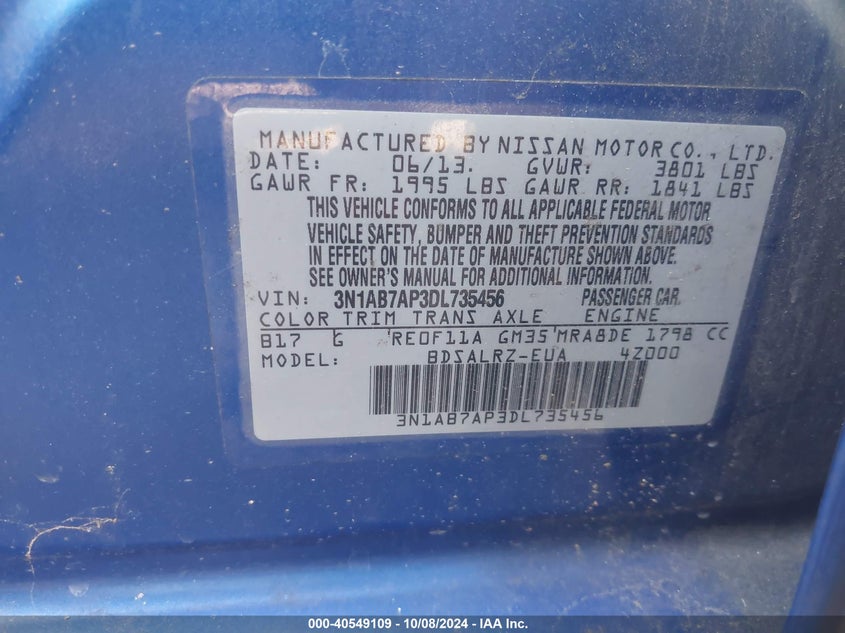 MANUFACTURED BY NISSAN MOTOR CO., LTD.
DATE: 06/13. GVWR: 3801 LBS
GAWR FR: 1995 LBS GAWR RR: 1841 LBS
THIS VEHICLE CONFORMS TO ALL APPLICABLE FEDERAL MOTOR
VEHICLE SAFETY, BUMPER AND THEFT PREVENTION STANDARDS
IN EFFECT ON THE DATE OF MANUFACTURE SHOWN ABOVE.
SEE OWNER'S MANUAL FOR ADDITIONAL INFORMATION.
VIN: 3N1AB7AP3DL735456 PASSENGER CAR
COLOR TRIM TRANS AXLE ENGINE
B17 G RE0F11A GM35 MRA8DE 1798 CC
MODEL: BDSALRZ-EUA 4Z000
3N1AB7AP3DL735456
000-40549109 - 10/08/2024 - IAA Inc.